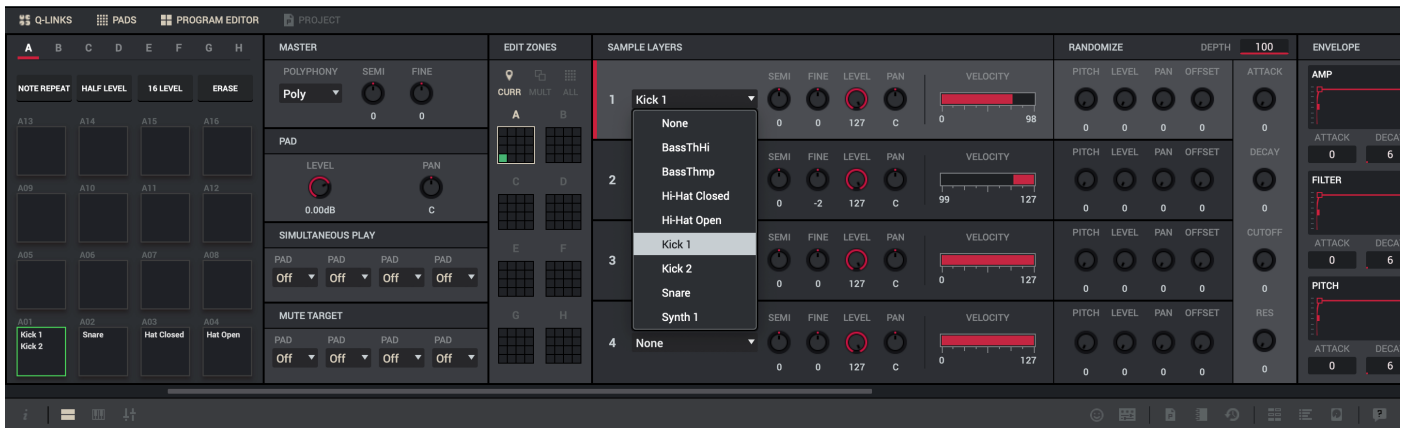 Q-LINKS PADS PROGRAM EDITOR PROJECT
A B C D E F G H
NOTE REPEAT HALF LEVEL 16 LEVEL ERASE
A13 A14 A15 A16
A09 A10 A11 A12
A05 A06 A07 A08
A01 A02 A03 A04
Kick 1 Snare Hat Closed Hat Open
Kick 2
MASTER
POLYPHONY SEMI FINE
Poly
0 0
PAD
LEVEL PAN
0.00dB C
SIMULTANEOUS PLAY
PAD PAD PAD PAD
Off Off Off Off
MUTE TARGET
PAD PAD PAD PAD
Off Off Off Off
EDIT ZONES
CURR MULT ALL
A B
C D
E F
G H
SAMPLE LAYERS
SEMI FINE LEVEL PAN VELOCITY
1 Kick 1
0 0 127 C 0 98
None
BassThHi
BassThmp
Hi-Hat Closed
Hi-Hat Open
Kick 1
Kick 2
Snare
Synth 1
SEMI FINE LEVEL PAN VELOCITY
2
0 -2 127 C 99 127
SEMI FINE LEVEL PAN VELOCITY
3
0 0 127 C 0 127
SEMI FINE LEVEL PAN VELOCITY
4 None
0 0 127 C 0 127
RANDOMIZE DEPTH 100
PITCH LEVEL PAN OFFSET ATTACK
0 0 0 0 0
PITCH LEVEL PAN OFFSET DECAY
0 0 0 0 0
PITCH LEVEL PAN OFFSET CUTOFF
0 0 0 0 0
PITCH LEVEL PAN OFFSET RES
0 0 0 0 0
ENVELOPE
AMP
ATTACK DECA
0 6
FILTER
ATTACK DECA
0 6
PITCH
ATTACK DECA
0 6